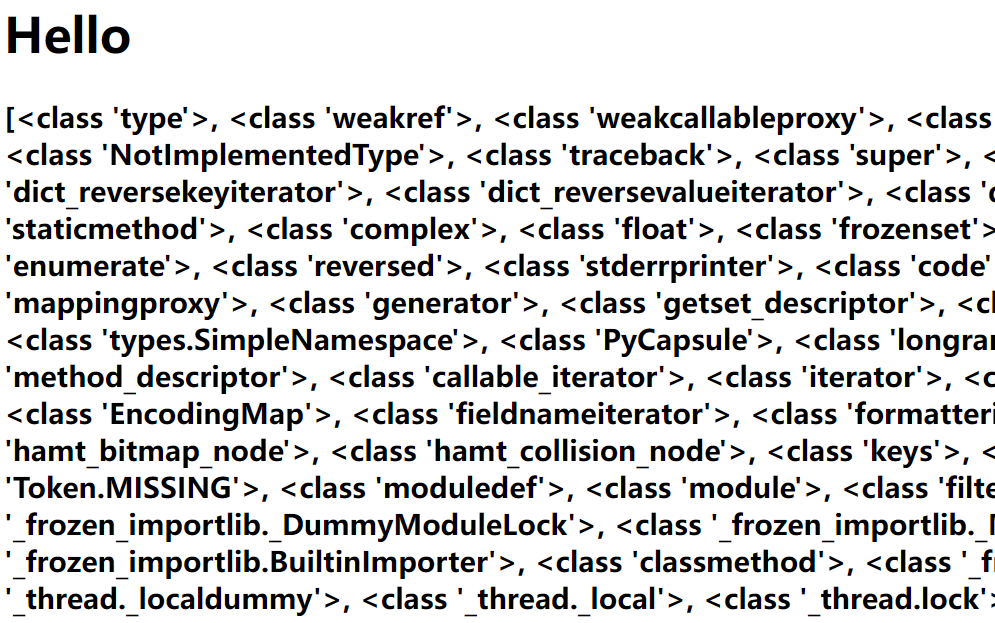 Hello
[<class 'type'>, <class 'weakref'>, <class 'weakcallableproxy'>, <class
<class 'NotImplementedType'>, <class 'traceback'>, <class 'super'>, <
'dict_reversekeyiterator'>, <class 'dict_reversevalueiterator'>, <class 'd
'staticmethod'>, <class 'complex'>, <class 'float'>, <class 'frozenset'>
'enumerate'>, <class 'reversed'>, <class 'stderrprinter'>, <class 'code'
'mappingproxy'>, <class 'generator'>, <class 'getset_descriptor'>, <cl
<class 'types.SimpleNamespace'>, <class 'PyCapsule'>, <class 'longran
'method_descriptor'>, <class 'callable_iterator'>, <class 'iterator'>, <c
<class 'EncodingMap'>, <class 'fieldnameiterator'>, <class 'formatteri
'hamt_bitmap_node'>, <class 'hamt_collision_node'>, <class 'keys'>, <
'Token.MISSING'>, <class 'moduledef'>, <class 'module'>, <class 'filte
'_frozen_importlib._DummyModuleLock'>, <class '_frozen_importlib._M
'_frozen_importlib.BuiltinImporter'>, <class 'classmethod'>, <class '_fr
'_thread._localdummy'>, <class '_thread._local'>, <class '_thread.lock'>